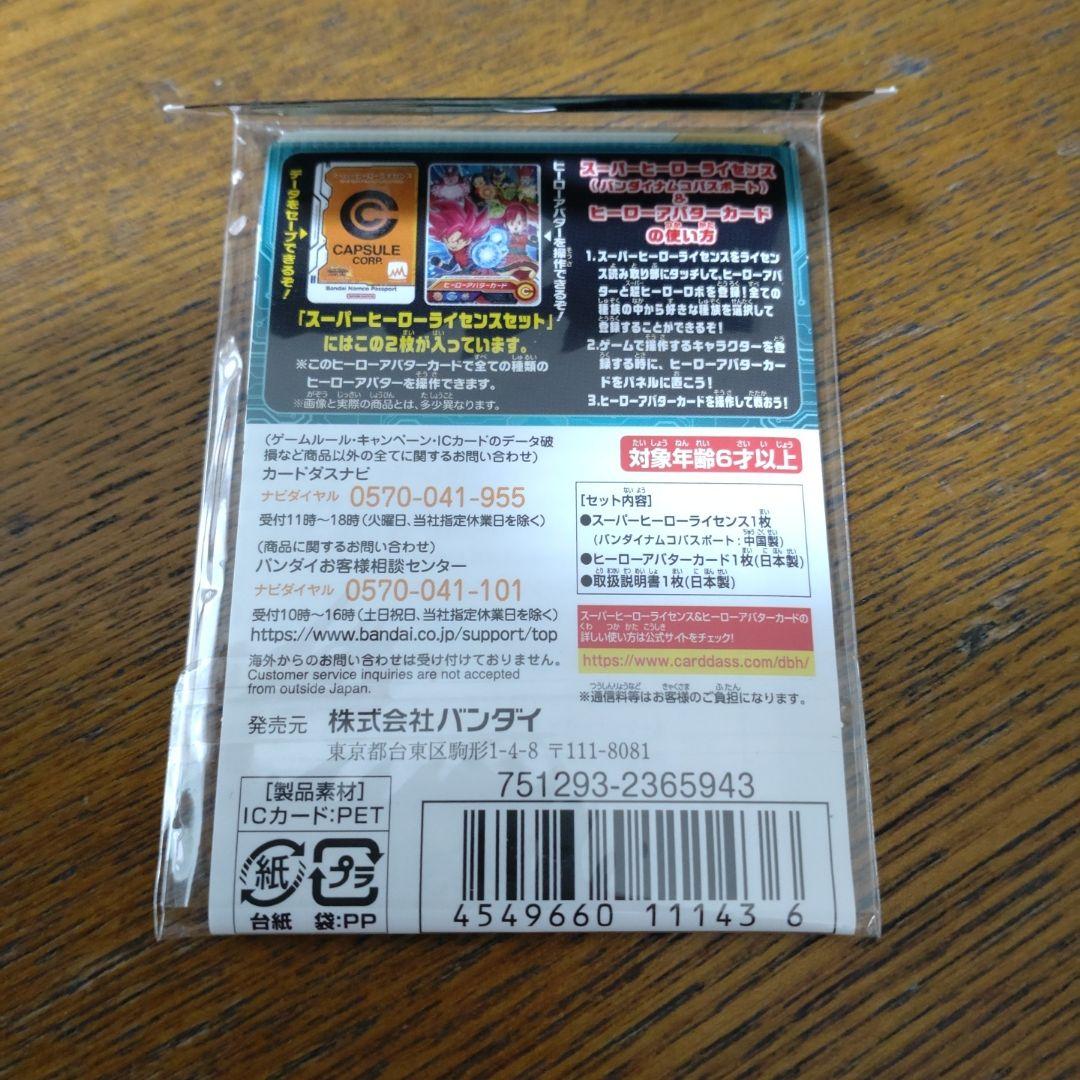 データをセーブできるぞ！
スーパーヒーローライセンス
CAPSULE
CORP.
Bandai Namco Passport
ヒーローアバターカード
ヒーローアバターを操作できるぞ！
「スーパーヒーローライセンスセット」
にはこの2枚が入っています。
※このヒーローアバターカードで全ての種類の
ヒーローアバターを操作できます。
※画像と実際の商品とは、多少異なります。
スーパーヒーローライセンス
(バンダイナムコパスポート)
&
ヒーローアバターカード
の使い方
1.スーパーヒーローライセンスをライセン
ス読み取り部にタッチして、ヒーローアバ
ターと超ヒーローロボを登録！全ての
種族の中から好きな種族を選択して
登録することができるぞ！
2.ゲームで操作するキャラクターを登
録する時に、ヒーローアバターカー
ドをパネルに置こう！
3.ヒーローアバターカードを操作して戦おう！
(ゲームルール・キャンペーン・ICカードのデータ破
損など商品以外の全てに関するお問い合わせ)
カードダスナビ
ナビダイヤル 0570-041-955
受付11時～18時(火曜日、当社指定休業日を除く)
(商品に関するお問い合わせ)
バンダイお客様相談センター
ナビダイヤル 0570-041-101
受付10時～16時(土日祝日、当社指定休業日を除く)
https://www.bandai.co.jp/support/top
海外からのお問い合わせは受け付けておりません。
Customer service inquiries are not accepted
from outside Japan.
対象年齢6才以上
[セット内容]
●スーパーヒーローライセンス1枚
(バンダイナムコパスポート:中国製)
●ヒーローアバターカード1枚(日本製)
●取扱説明書1枚(日本製)
スーパーヒーローライセンス&ヒーローアバターカードの
詳しい使い方は公式サイトをチェック！
https://www.carddass.com/dbh/
※通信料等はお客様のご負担になります。
発売元 株式会社バンダイ
東京都台東区駒形1-4-8 〒111-8081
751293-2365943
[製品素材]
ICカード:PET
紙 プラ
台紙 袋:PP
4549660 111436